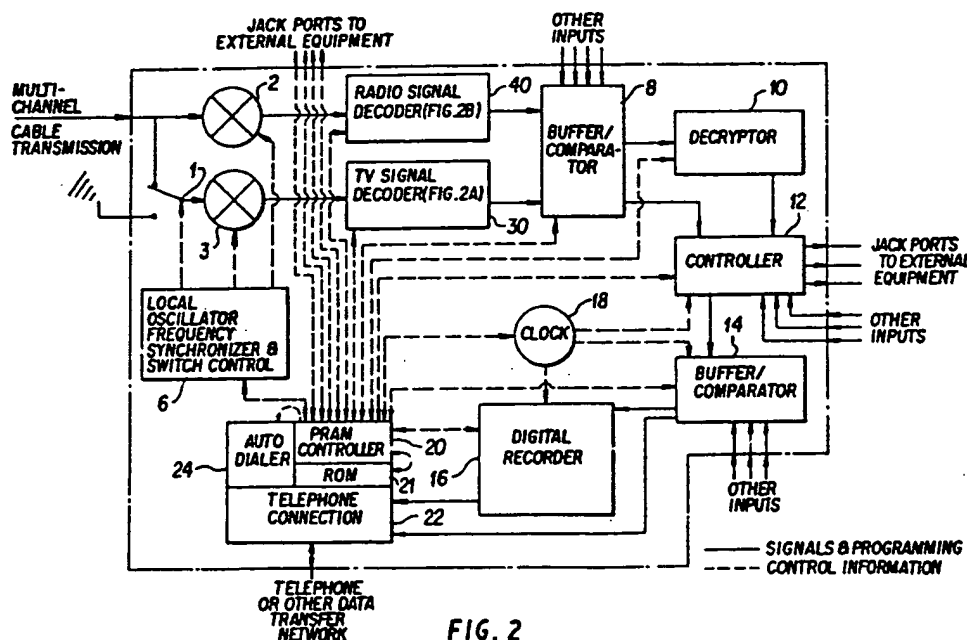 JACK PORTS TO
EXTERNAL EQUIPMENT
OTHER
INPUTS
MULTI-
CHANNEL
CABLE
TRANSMISSION
2
RADIO SIGNAL
DECODER(FIG.2B)
40
8
BUFFER/
COMPARA-
TOR
10
DECRYPTOR
1
3
TV SIGNAL
DECODER(FIG.2A)
30
12
CONTROLLER
JACK PORTS
TO EXTERNAL
EQUIPMENT
OTHER
INPUTS
LOCAL
OSCILLATOR
FREQUENCY
SYNCHRONIZER &
SWITCH CONTROL
6
18
CLOCK
14
BUFFER/
COMPARATOR
24
AUTO
DIALER
PRAM
CONTROLLER
20
ROM
21
TELEPHONE
CONNECTION
22
16
DIGITAL
RECORDER
OTHER
INPUTS
SIGNALS & PROGRAMMING
CONTROL INFORMATION
TELEPHONE
OR OTHER DATA
TRANSFER
NETWORK
FIG. 2